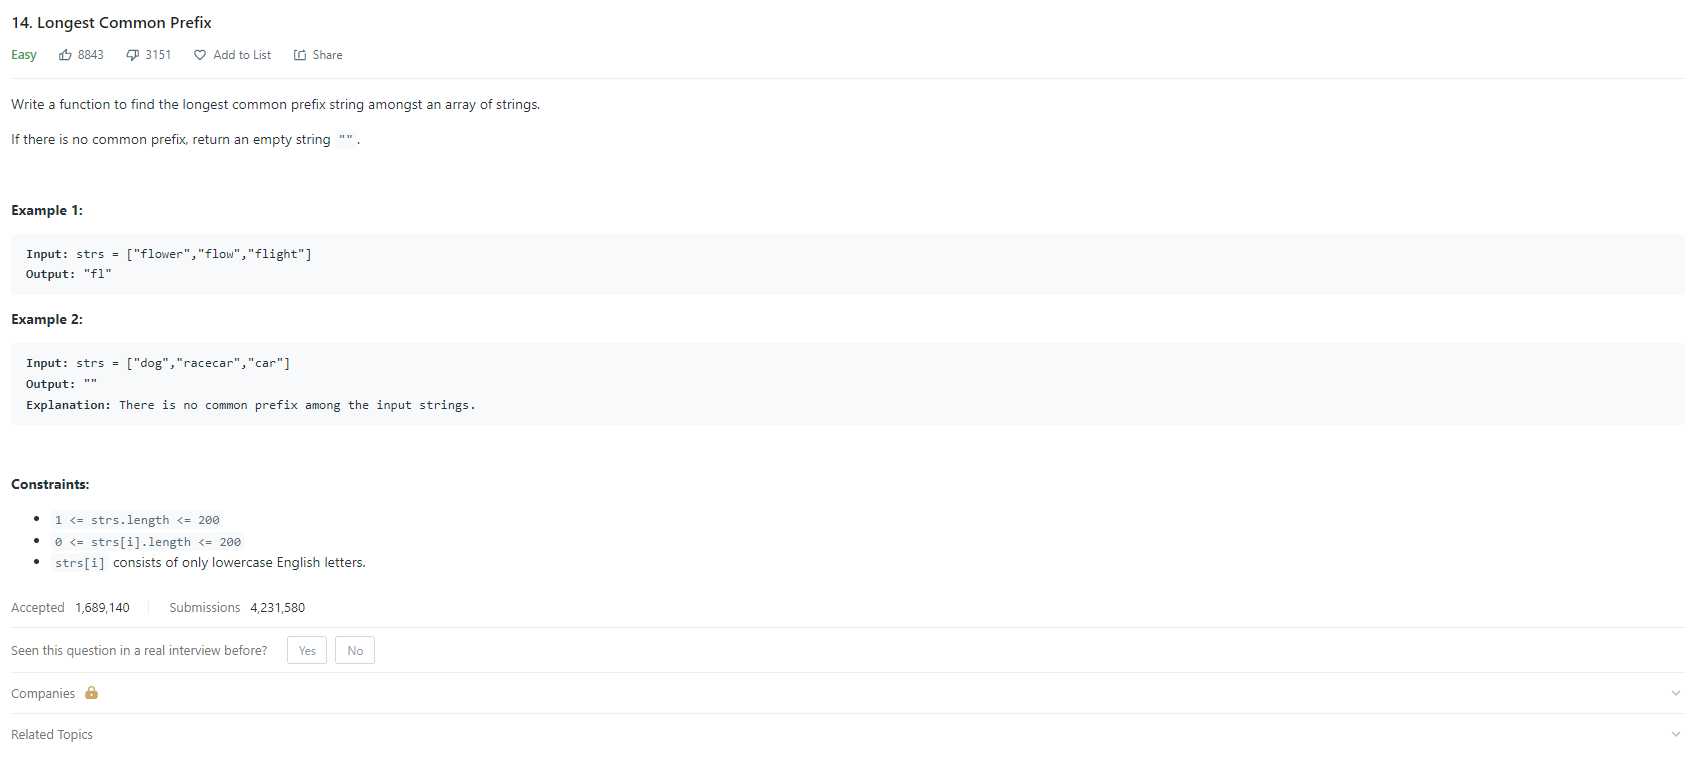 14. Longest Common Prefix
Easy 8843 3151 Add to List Share
Write a function to find the longest common prefix string amongst an array of strings.
If there is no common prefix, return an empty string "".
Example 1:
Input: strs = ["flower","flow","flight"]
Output: "fl"
Example 2:
Input: strs = ["dog","racecar","car"]
Output: ""
Explanation: There is no common prefix among the input strings.
Constraints:
1 <= strs.length <= 200
0 <= strs[i].length <= 200
strs[i] consists of only lowercase English letters.
Accepted 1,689,140 Submissions 4,231,580
Seen this question in a real interview before? Yes No
Companies
Related Topics